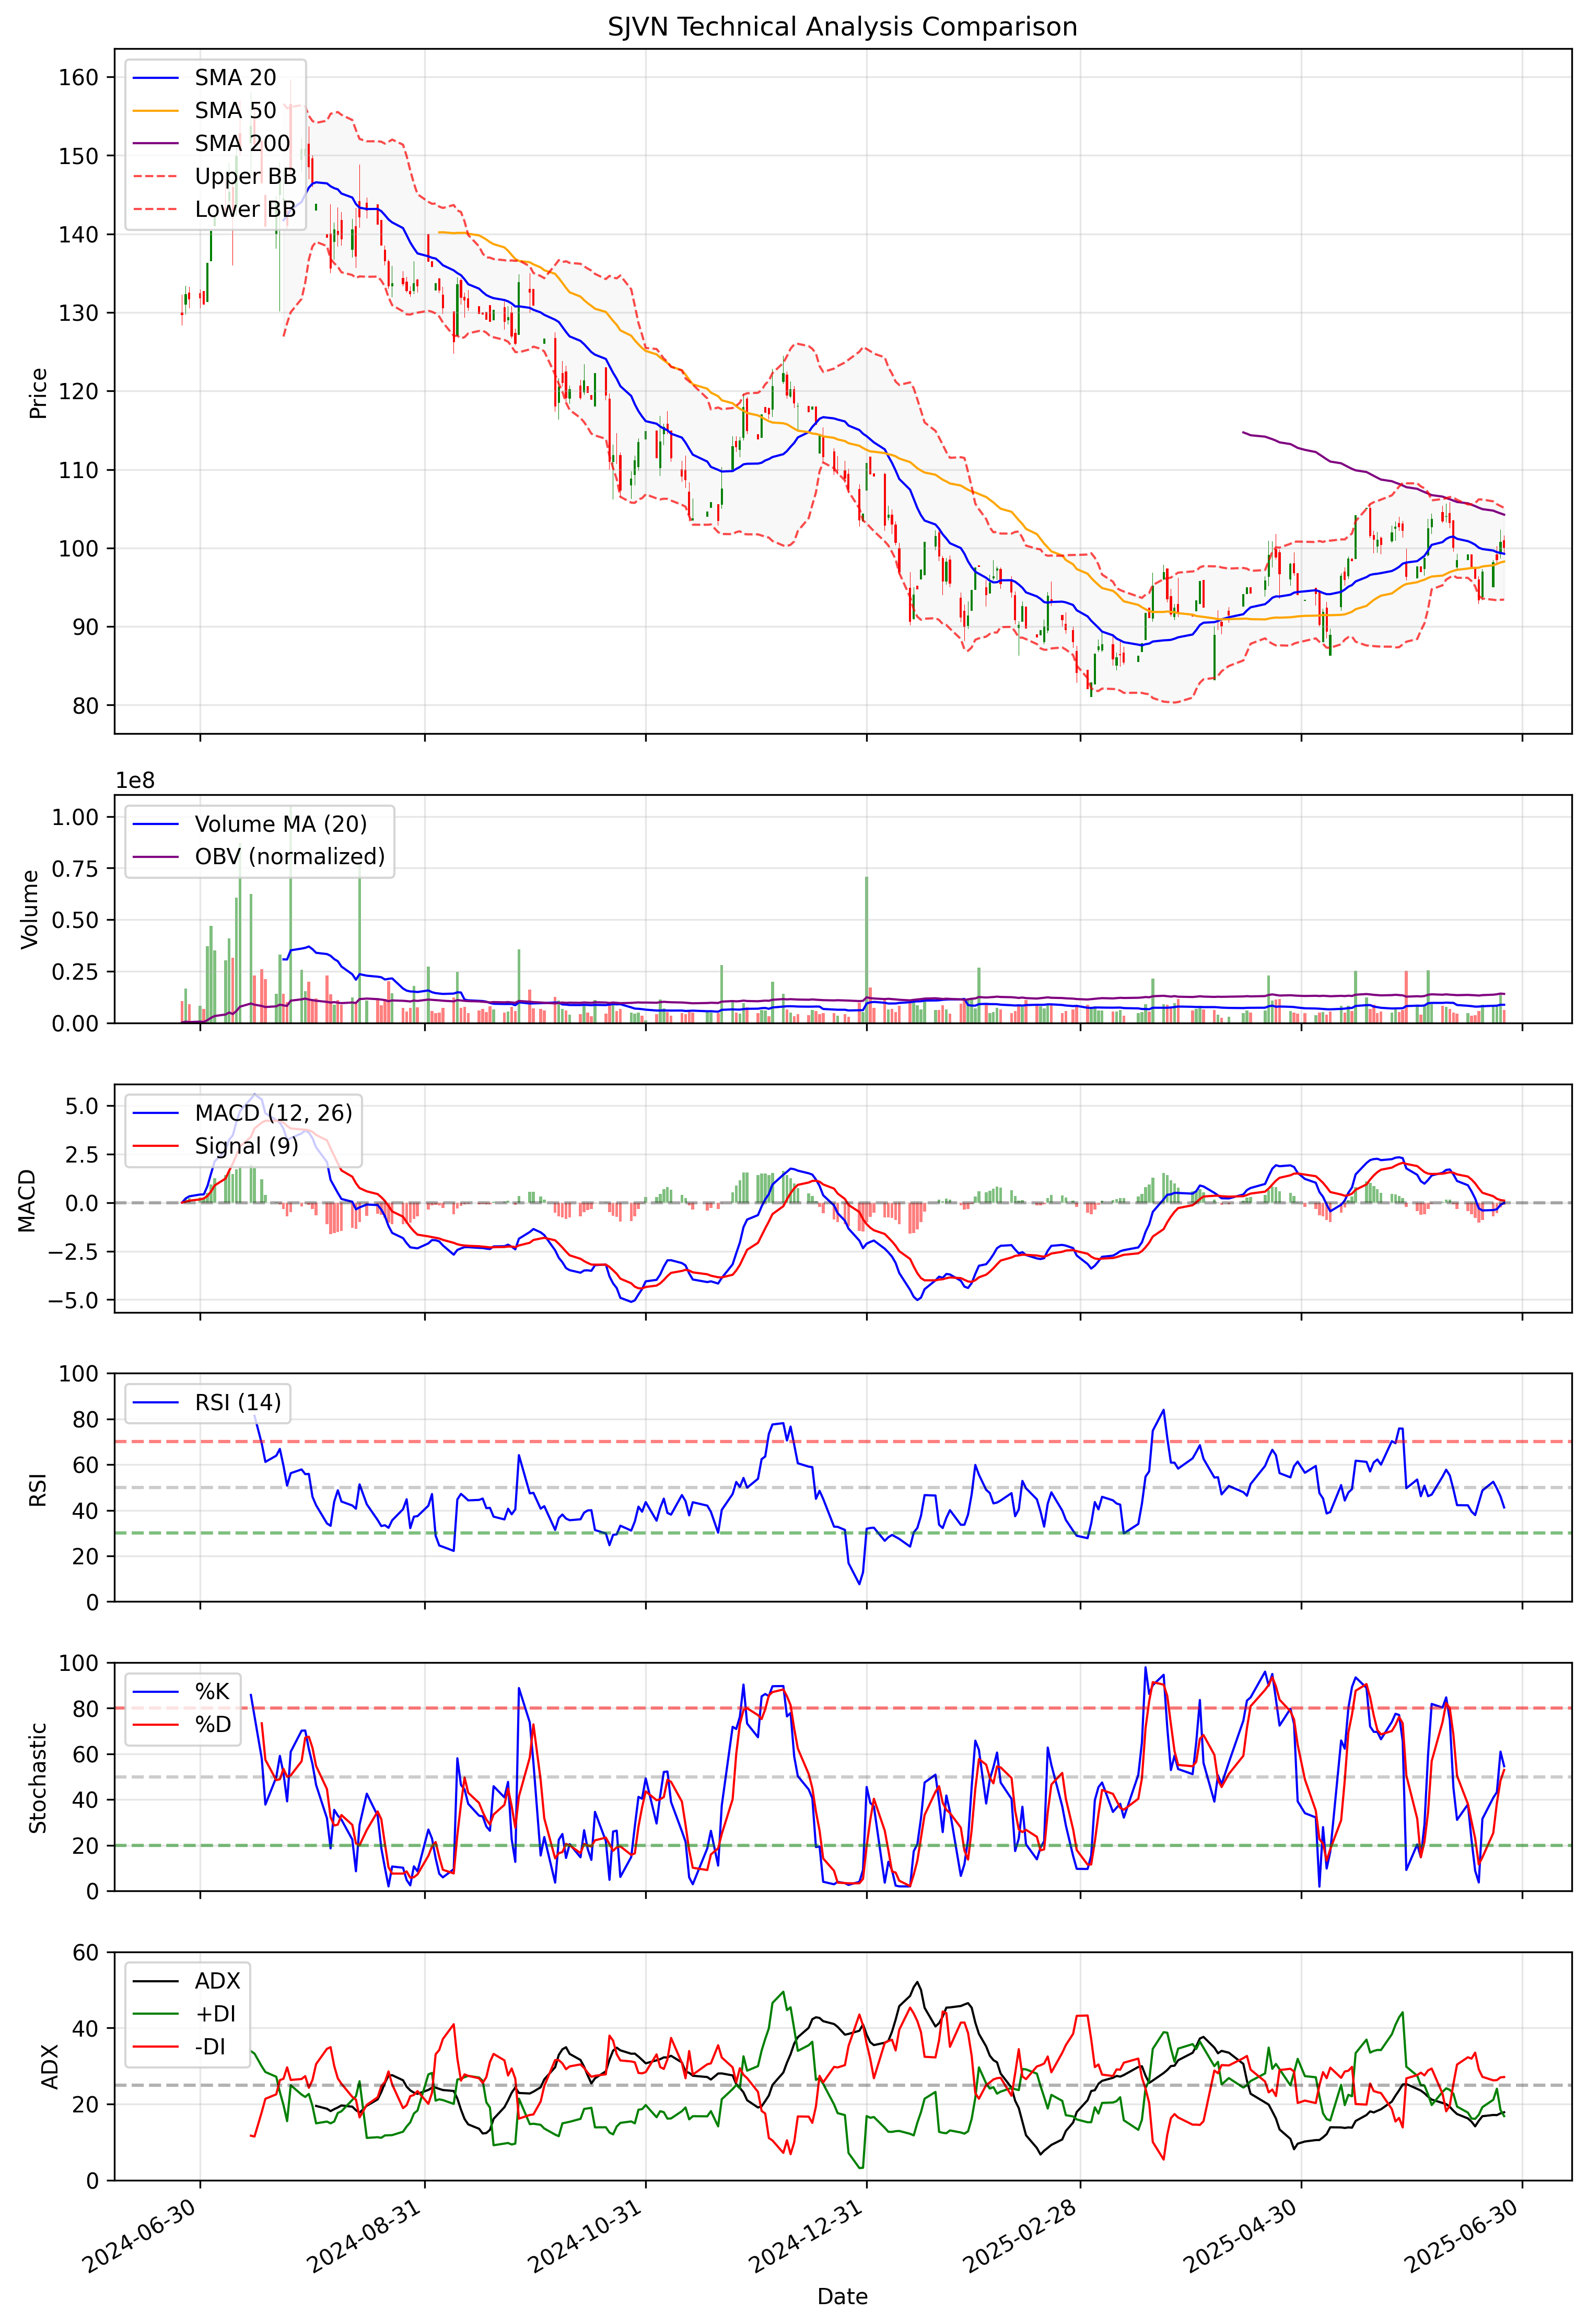 SJVN Technical Analysis Comparison
SMA 20
SMA 50
SMA 200
Upper BB
Lower BB
160
150
140
130
120
110
100
90
80
Price
1e8
Volume MA (20)
OBV (normalized)
1.00
0.75
0.50
0.25
0.00
Volume
MACD (12, 26)
Signal (9)
5.0
2.5
0.0
−2.5
−5.0
MACD
RSI (14)
100
80
60
40
20
0
RSI
%K
%D
100
80
60
40
20
0
Stochastic
ADX
+DI
-DI
60
40
20
0
ADX
2024-06-30
2024-08-31
2024-10-31
2024-12-31
2025-02-28
2025-04-30
2025-06-30
Date